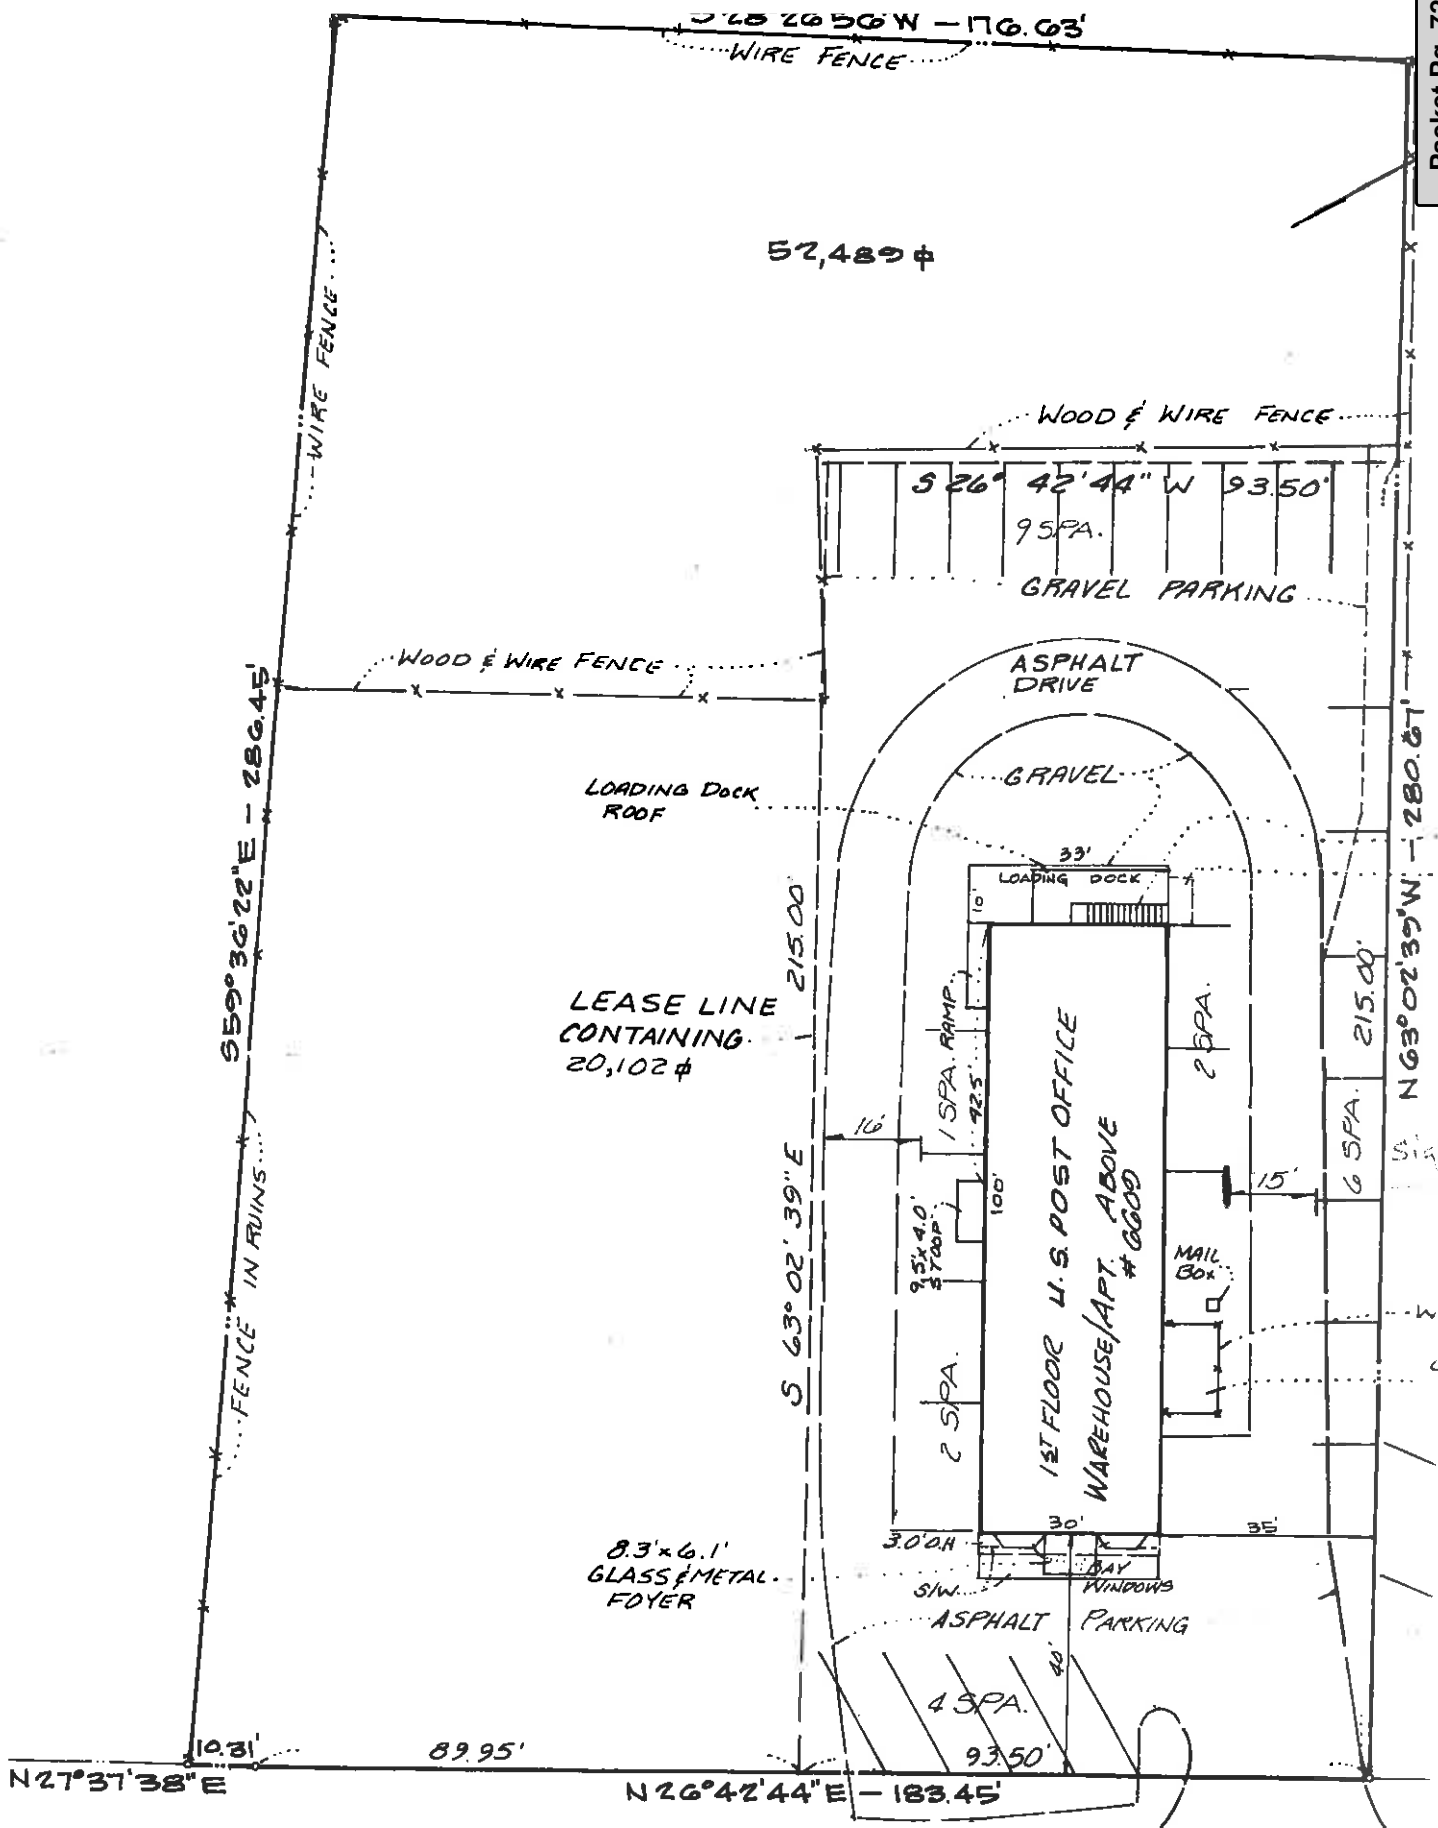 S 28°26'56"W – 176.63'
WIRE FENCE
52,489 ⌽
WIRE FENCE
WOOD & WIRE FENCE
S 26° 42'44" W 93.50'
9 SPA.
GRAVEL PARKING
WOOD & WIRE FENCE
ASPHALT
DRIVE
S59°36'22"E – 286.45'
N63°02'39"W – 280.67'
GRAVEL
LOADING DOCK
ROOF
33'
LOADING DOCK
10'
215.00'
S 63° 02' 39" E
LEASE LINE
CONTAINING
20,102 ⌽
1 SPA. RAMP
42.5'
2 SPA.
215.00'
6 SPA.
16'
15'
100'
1ST FLOOR U.S. POST OFFICE
WAREHOUSE/APT. ABOVE
# 6609
9.5'x4.0'
STOOP
MAIL
BOX
FENCE IN RUINS
2 SPA.
30'
35'
3.0' O.H
8.3'x6.1'
GLASS & METAL
FOYER
BAY
WINDOWS
S/W
ASPHALT PARKING
40'
4 SPA.
10.31'
89.95'
93.50'
N27°37'38"E
N26°42'44"E – 183.45'